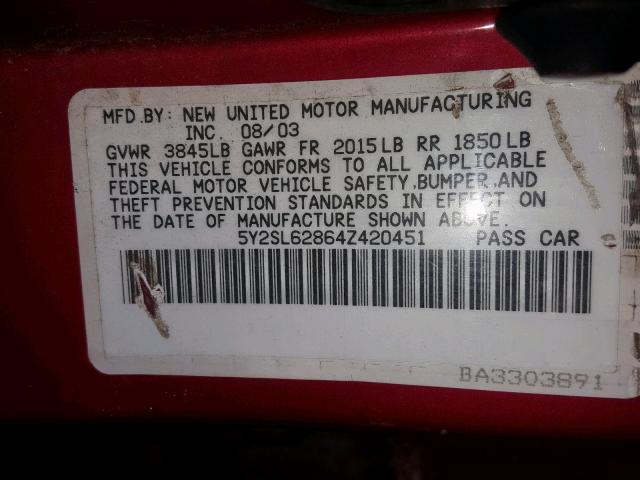 MFD.BY: NEW UNITED MOTOR MANUFACTURING
INC. 08/03
GVWR 3845LB GAWR FR 2015LB RR 1850LB
THIS VEHICLE CONFORMS TO ALL APPLICABLE
FEDERAL MOTOR VEHICLE SAFETY,BUMPER,AND
THEFT PREVENTION STANDARDS IN EFFECT ON
THE DATE OF MANUFACTURE SHOWN ABOVE.
5Y2SL62864Z420451 PASS CAR
BA3303891